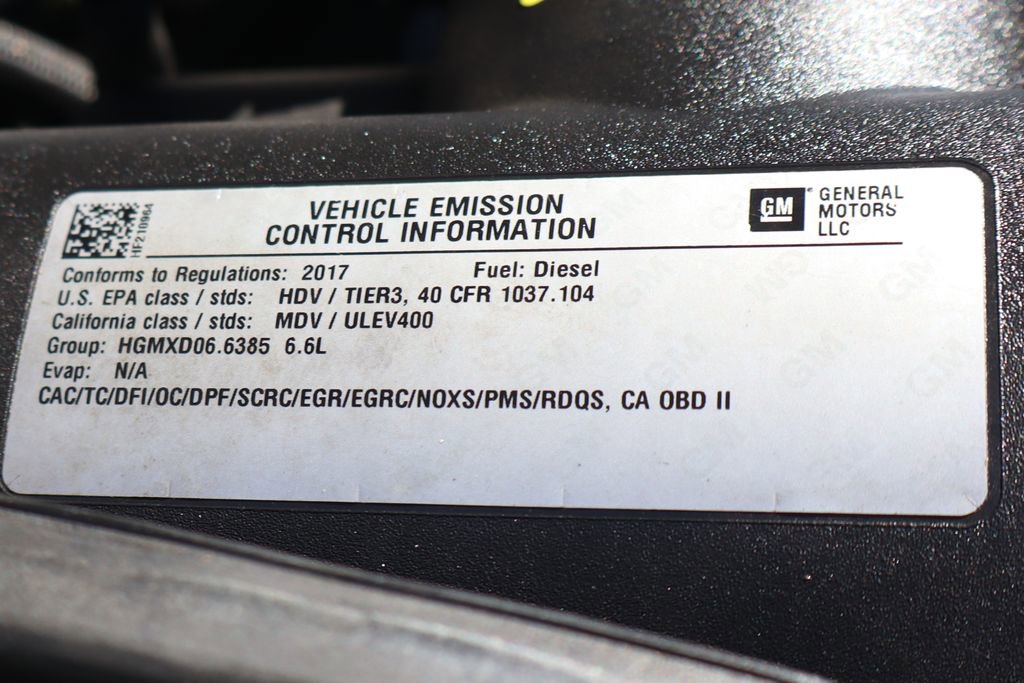 VEHICLE EMISSION
CONTROL INFORMATION
GM GENERAL
MOTORS
LLC
Conforms to Regulations: 2017 Fuel: Diesel
U.S. EPA class / stds: HDV / TIER3, 40 CFR 1037.104
California class / stds: MDV / ULEV400
Group: HGMXD06.6385 6.6L
Evap: N/A
CAC/TC/DFI/OC/DPF/SCRC/EGR/EGRC/NOXS/PMS/RDQS, CA OBD II